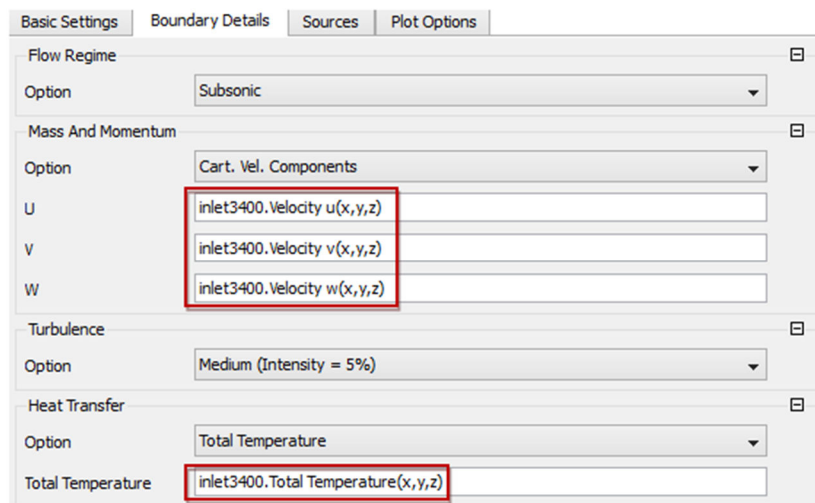 Basic Settings Boundary Details Sources Plot Options
Flow Regime
Option Subsonic
Mass And Momentum
Option Cart. Vel. Components
U inlet3400.Velocity u(x,y,z)
V inlet3400.Velocity v(x,y,z)
W inlet3400.Velocity w(x,y,z)
Turbulence
Option Medium (Intensity = 5%)
Heat Transfer
Option Total Temperature
Total Temperature inlet3400.Total Temperature(x,y,z)